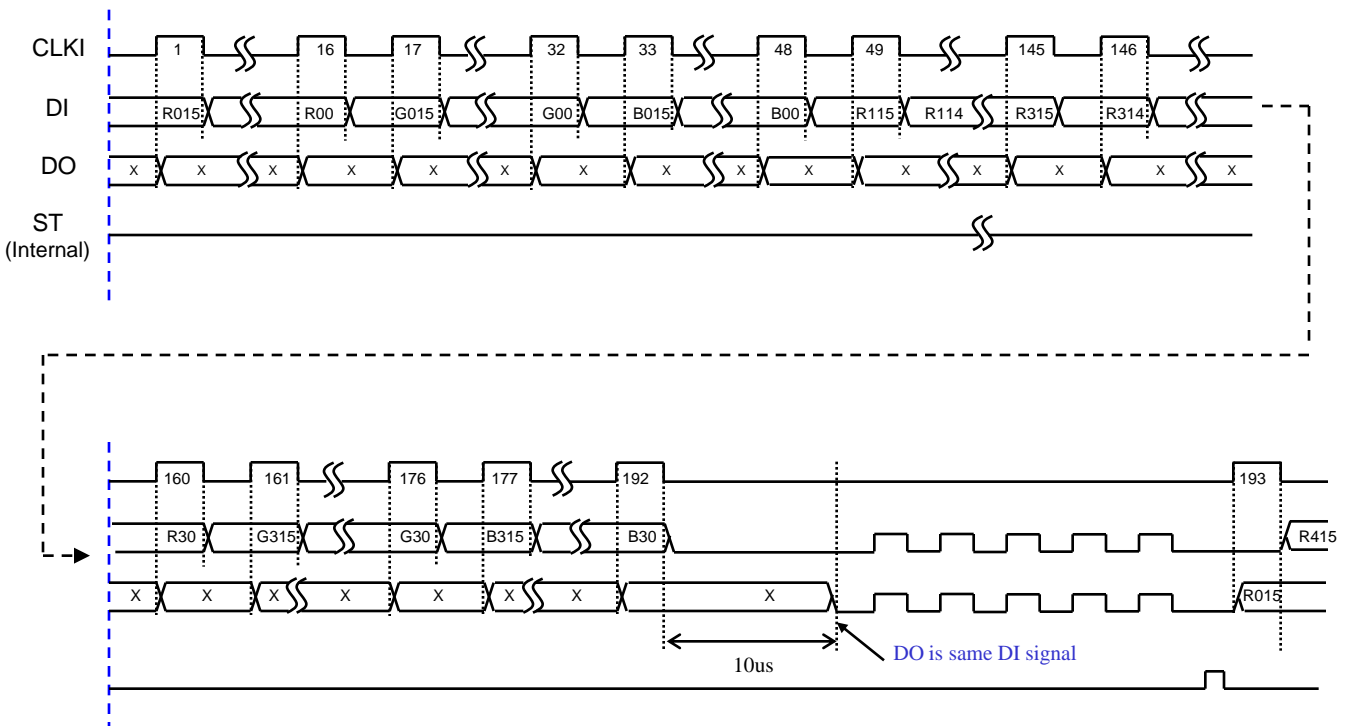 CLKI 1 16 17 32 33 48 49 145 146
DI R015 R00 G015 G00 B015 B00 R115 R114 R315 R314
DO X X X X X X X X X X X X X X X
ST
(Internal)
160 161 176 177 192 193
R30 G315 G30 B315 B30 R415
X X X X X X X X R015
10us
DO is same DI signal